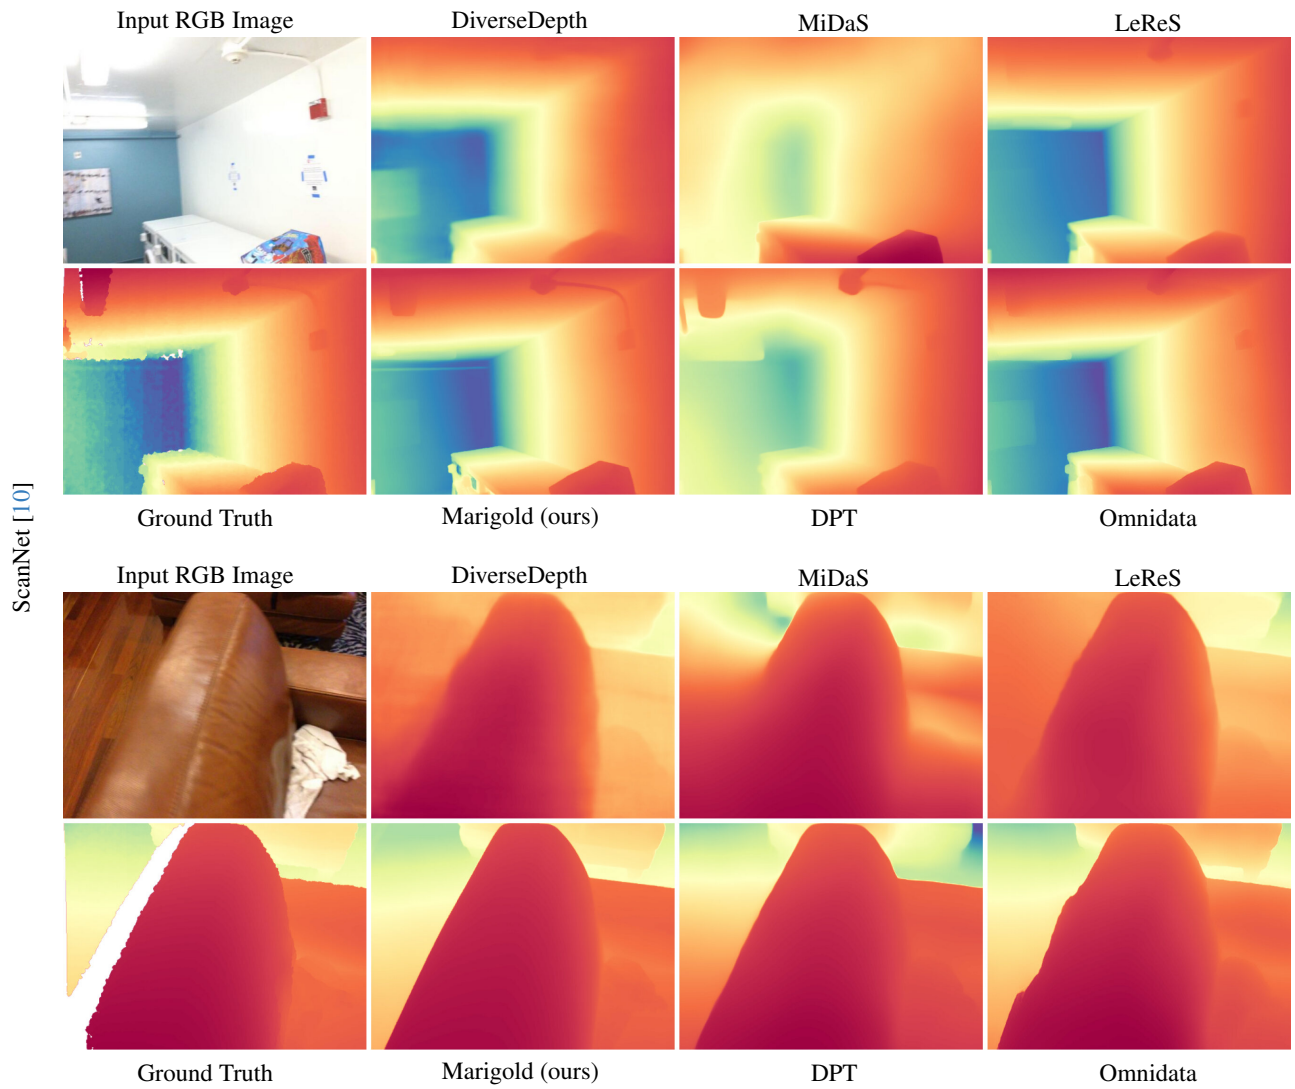 Input RGB Image
DiverseDepth
MiDaS
LeReS
Ground Truth
Marigold (ours)
DPT
Omnidata
ScanNet [10]
Input RGB Image
DiverseDepth
MiDaS
LeReS
Ground Truth
Marigold (ours)
DPT
Omnidata